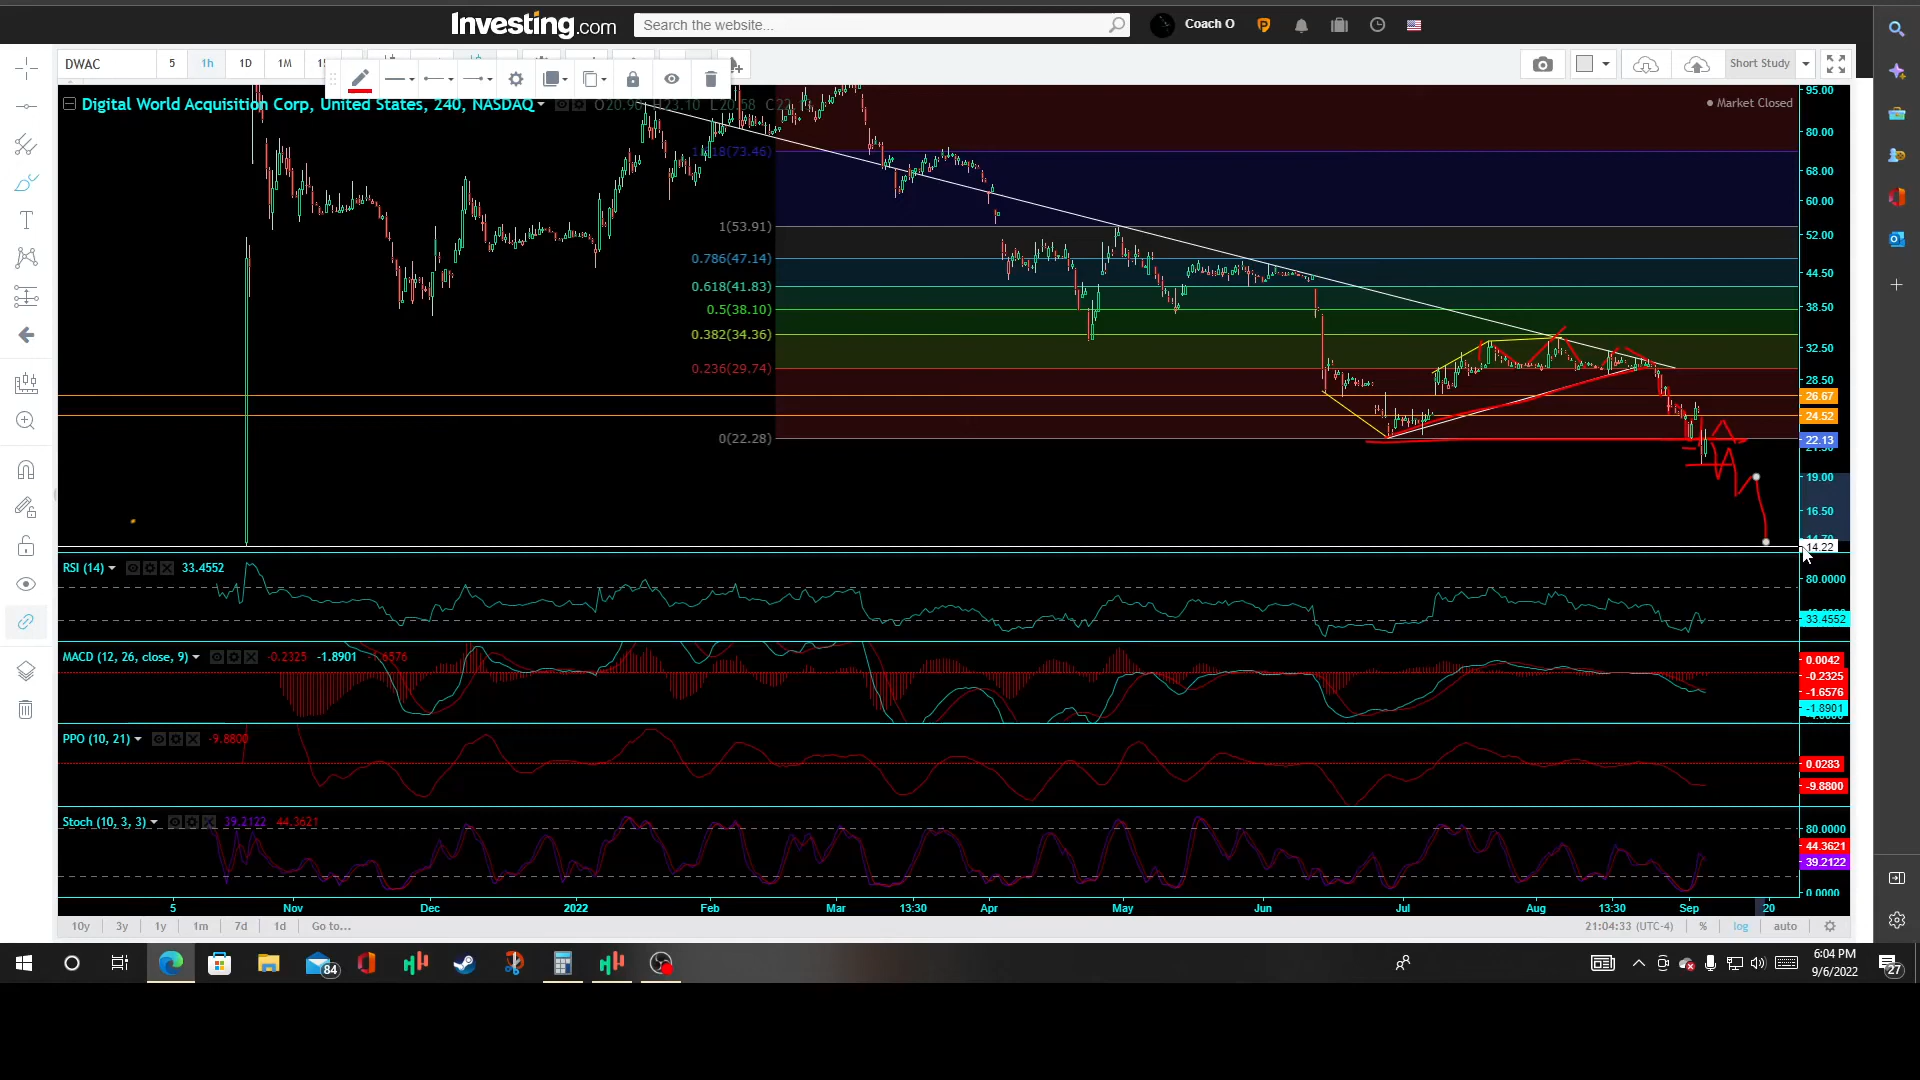 Investing.com
Search the website...
Coach O
DWAC
5
1h
1D
1M
Short Study
Digital World Acquisition Corp, United States, 240, NASDAQ
Market Closed
1(53.91)
0.786(47.14)
0.618(41.83)
0.5(38.10)
0.382(34.36)
0.236(29.74)
0(22.28)
95.00
80.00
68.00
60.00
52.00
44.50
38.50
32.50
28.50
26.67
24.52
22.13
19.00
16.50
14.22
RSI (14) 33.4552
80.0000
33.4552
MACD (12, 26, close, 9) -0.2325 -1.8901 -1.6576
0.0042
-0.2325
-1.6576
-1.8901
PPO (10, 21) -9.8800
0.0283
-9.8800
Stoch (10, 3, 3) 39.2122 44.3621
80.0000
44.3621
39.2122
0.0000
5 Nov Dec 2022 Feb Mar 13:30 Apr May Jun Jul Aug 13:30 Sep 20
10y 3y 1y 1m 7d 1d Go to... 21:04:33 (UTC-4) % log auto
84
6:04 PM
9/6/2022
27